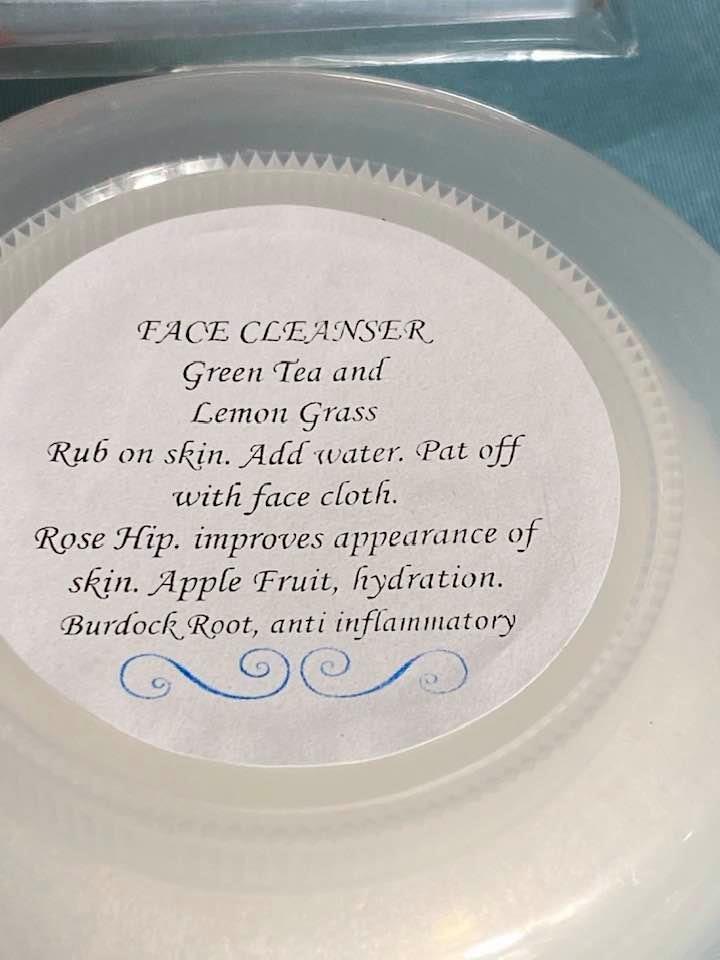 FACE CLEANSER
Green Tea and
Lemon Grass
Rub on skin. Add water. Pat off
with face cloth.
Rose Hip. improves appearance of
skin. Apple Fruit, hydration.
Burdock Root, anti inflammatory